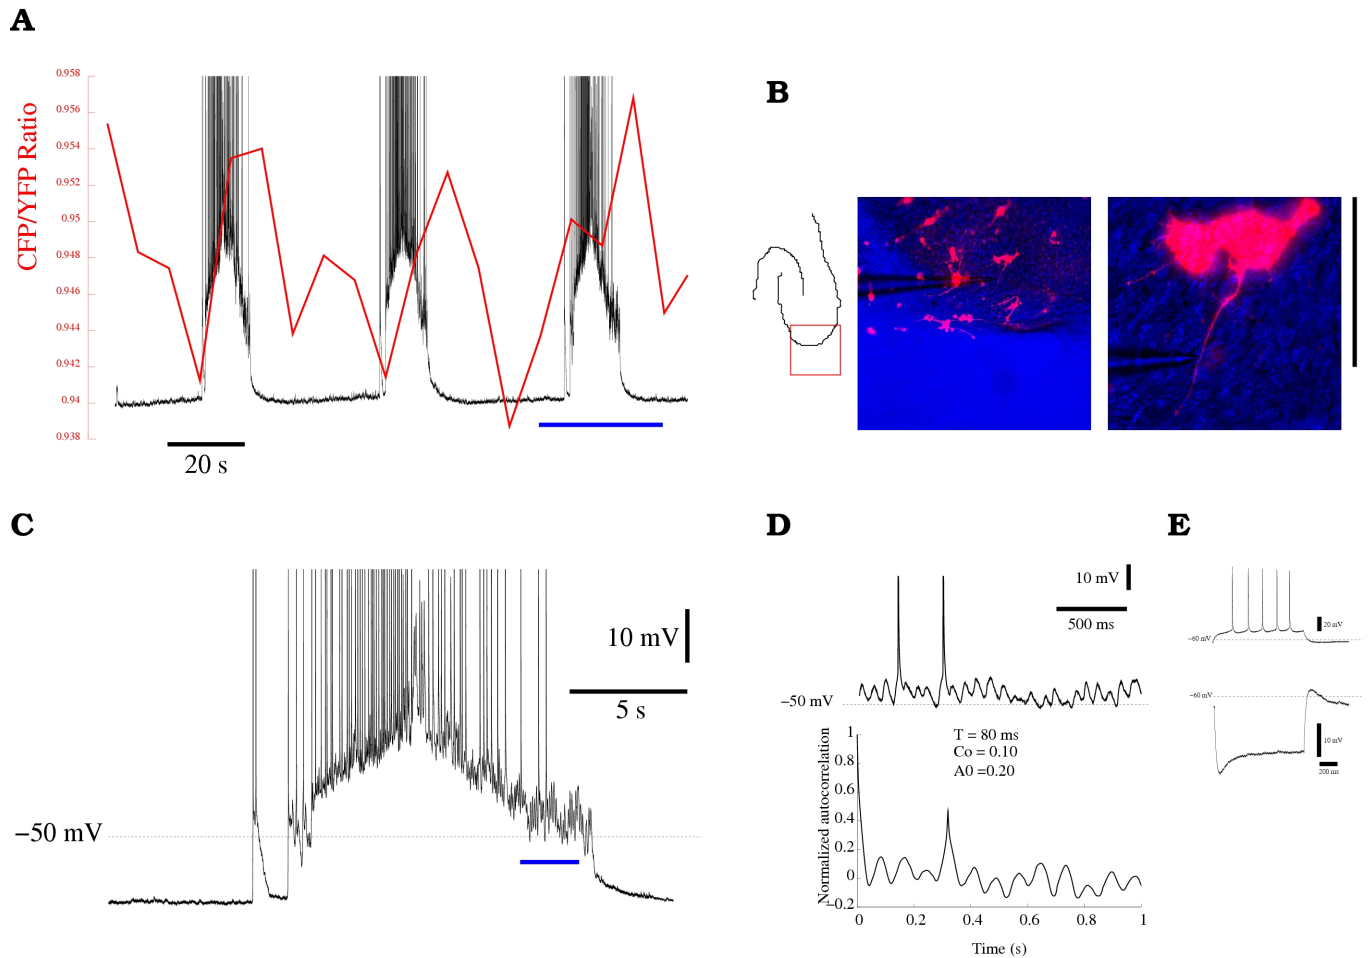 A
0.958
0.956
0.954
0.952
0.95
0.948
0.946
0.944
0.942
0.94
0.938
CFP/YFP Ratio
20 s
B
C
10 mV
5 s
−50 mV
D
10 mV
500 ms
−50 mV
T = 80 ms
Co = 0.10
A0 =0.20
Normalized autocorrelation
1
0.8
0.6
0.4
0.2
0
−0.2
0
0.2
0.4
0.6
0.8
1
Time (s)
E
−60 mV
20 mV
−60 mV
10 mV
200 ms